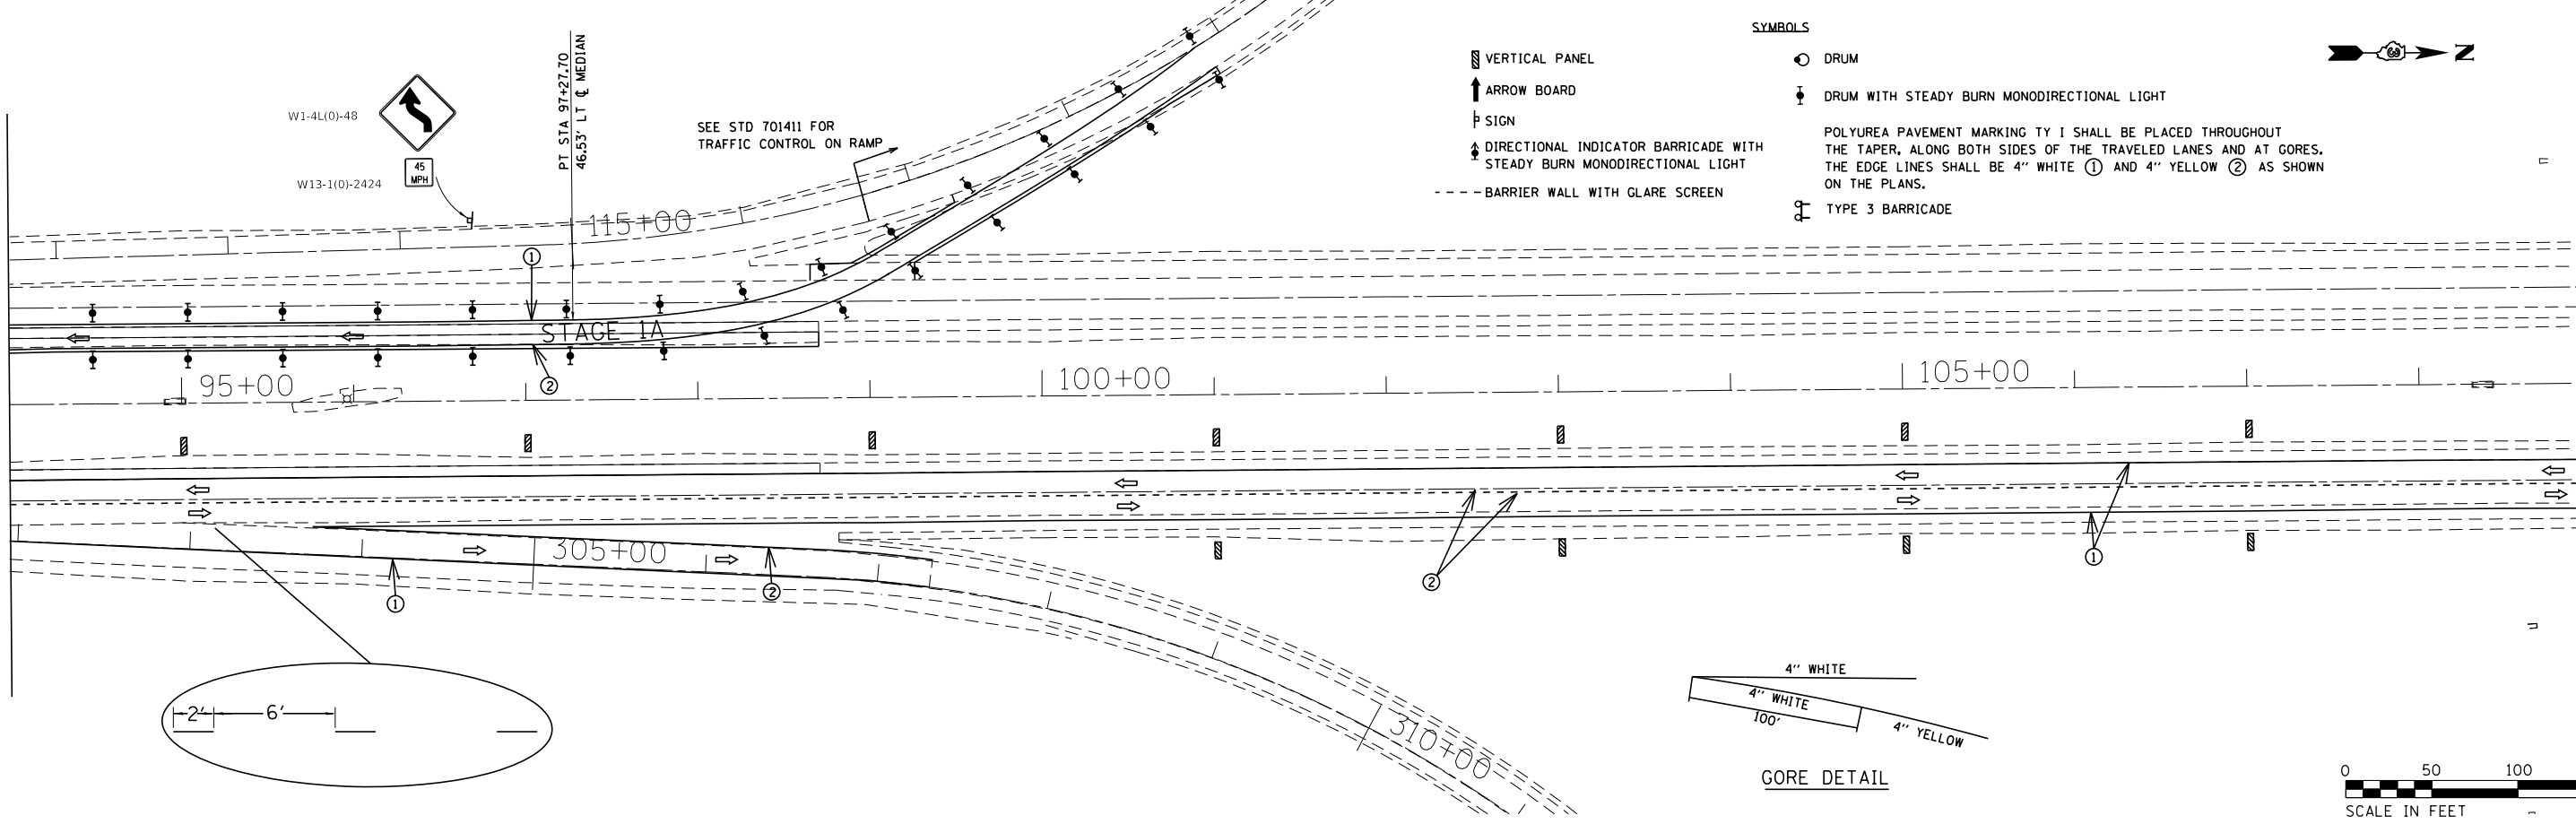 W1-4L(0)-48
45
MPH
W13-1(0)-2424
PT STA 97+27.70
46.53' LT ℄ MEDIAN
SEE STD 701411 FOR
TRAFFIC CONTROL ON RAMP
SYMBOLS
VERTICAL PANEL
ARROW BOARD
SIGN
DIRECTIONAL INDICATOR BARRICADE WITH
STEADY BURN MONODIRECTIONAL LIGHT
BARRIER WALL WITH GLARE SCREEN
DRUM
DRUM WITH STEADY BURN MONODIRECTIONAL LIGHT
POLYUREA PAVEMENT MARKING TY I SHALL BE PLACED THROUGHOUT
THE TAPER, ALONG BOTH SIDES OF THE TRAVELED LANES AND AT GORES.
THE EDGE LINES SHALL BE 4'' WHITE ① AND 4'' YELLOW ② AS SHOWN
ON THE PLANS.
TYPE 3 BARRICADE
N
115+00
①
STAGE 1A
②
95+00
100+00
105+00
305+00
①
②
②
①
310+00
2'
6'
4'' WHITE
4'' WHITE
100'
4'' YELLOW
GORE DETAIL
0 50 100
SCALE IN FEET